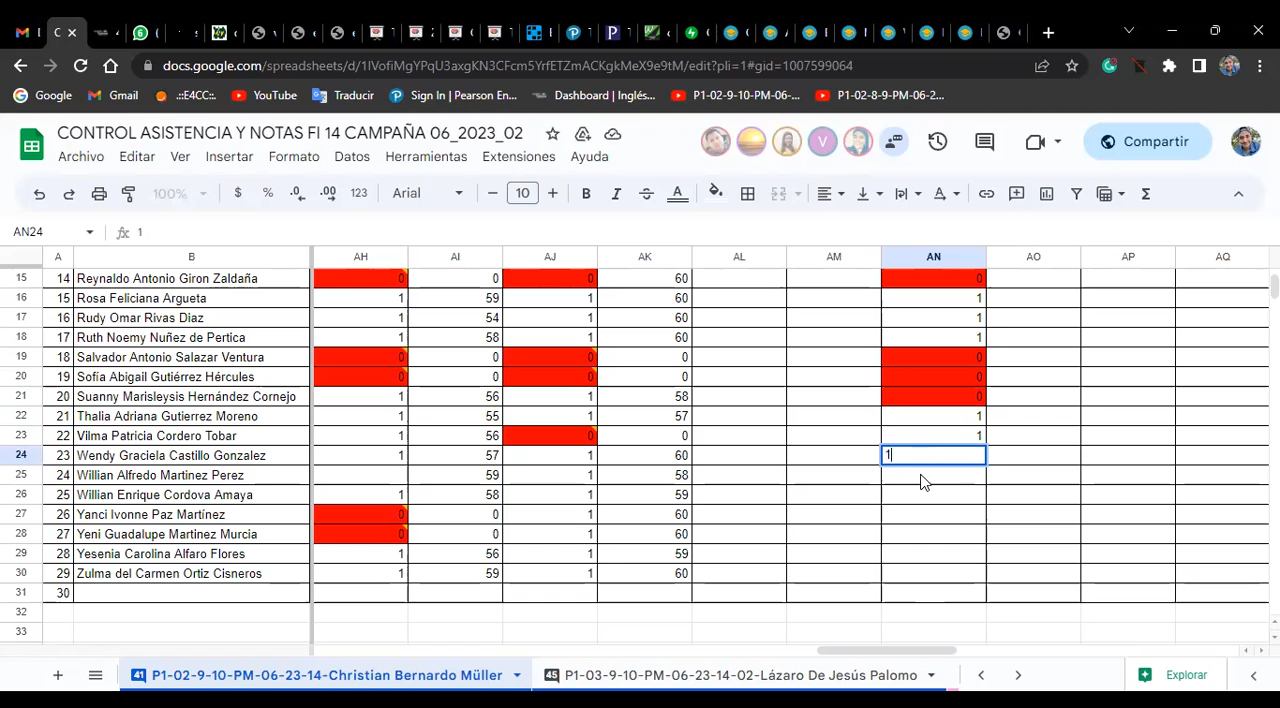 docs.google.com/spreadsheets/d/1IVofiMgYPqU3axgKN3CFcm5YrfETZmACKgkMeX9e9tM/edit?pli=1#gid=1007599064
Google Gmail .::E4CC::. YouTube Traducir Sign In | Pearson En... Dashboard | Inglés,... P1-02-9-10-PM-06-... P1-02-8-9-PM-06-2...
CONTROL ASISTENCIA Y NOTAS FI 14 CAMPAÑA 06_2023_02
Archivo Editar Ver Insertar Formato Datos Herramientas Extensiones Ayuda
V
Compartir
100% $ % .0 .00 123 Arial 10 B I A
AN24 fx 1
A B AH AI AJ AK AL AM AN AO AP AQ
15 14 Reynaldo Antonio Giron Zaldaña 0 0 0 60 0
16 15 Rosa Feliciana Argueta 1 59 1 60 1
17 16 Rudy Omar Rivas Diaz 1 54 1 60 1
18 17 Ruth Noemy Nuñez de Pertica 1 58 1 60 1
19 18 Salvador Antonio Salazar Ventura 0 0 0 0 0
20 19 Sofía Abigail Gutiérrez Hércules 0 0 0 0 0
21 20 Suanny Marisleysis Hernández Cornejo 1 56 1 58 0
22 21 Thalia Adriana Gutierrez Moreno 1 55 1 57 1
23 22 Vilma Patricia Cordero Tobar 1 56 0 0 1
24 23 Wendy Graciela Castillo Gonzalez 1 57 1 60 1
25 24 Willian Alfredo Martinez Perez 59 1 58
26 25 Willian Enrique Cordova Amaya 1 58 1 59
27 26 Yanci Ivonne Paz Martínez 0 0 1 60
28 27 Yeni Guadalupe Martinez Murcia 0 0 1 60
29 28 Yesenia Carolina Alfaro Flores 1 56 1 59
30 29 Zulma del Carmen Ortiz Cisneros 1 59 1 60
31 30
32
33
41 P1-02-9-10-PM-06-23-14-Christian Bernardo Müller 45 P1-03-9-10-PM-06-23-14-02-Lázaro De Jesús Palomo Explorar